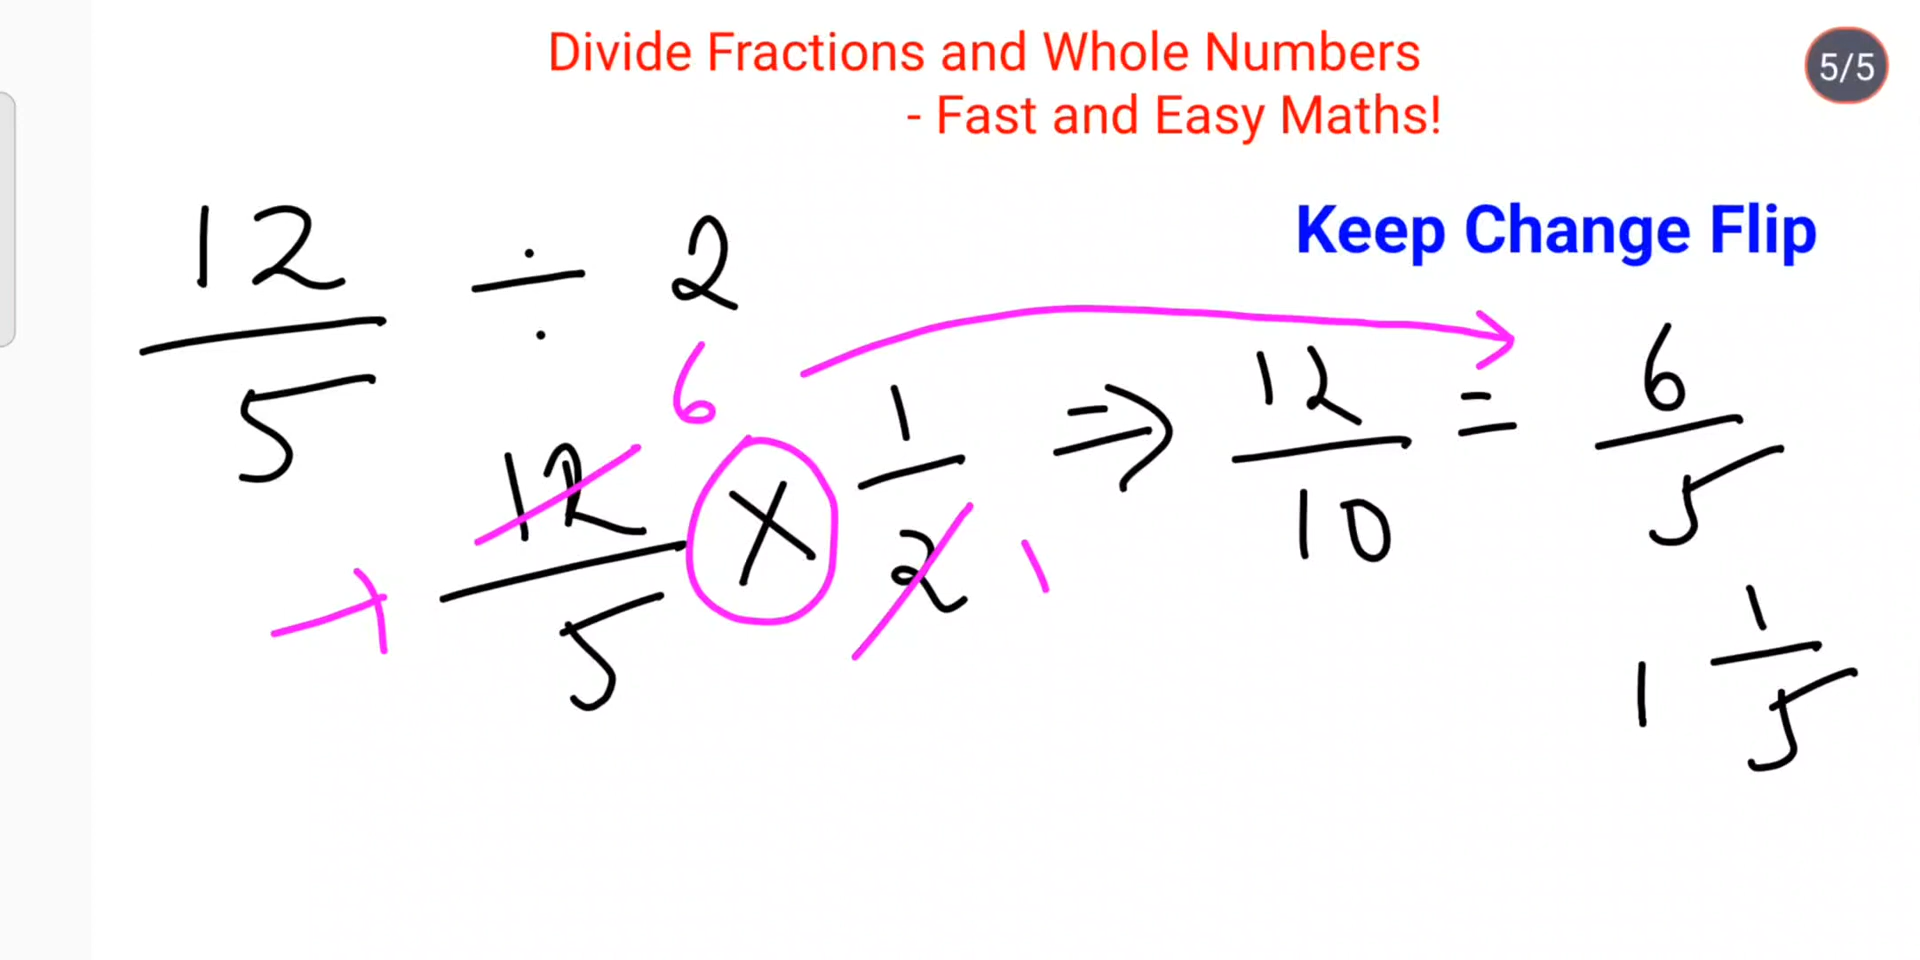 Divide Fractions and Whole Numbers
- Fast and Easy Maths!
5/5
Keep Change Flip
12/5 ÷ 2
6
12/5 × 1/2 1 ⇒ 12/10 = 6/5
1 1/5